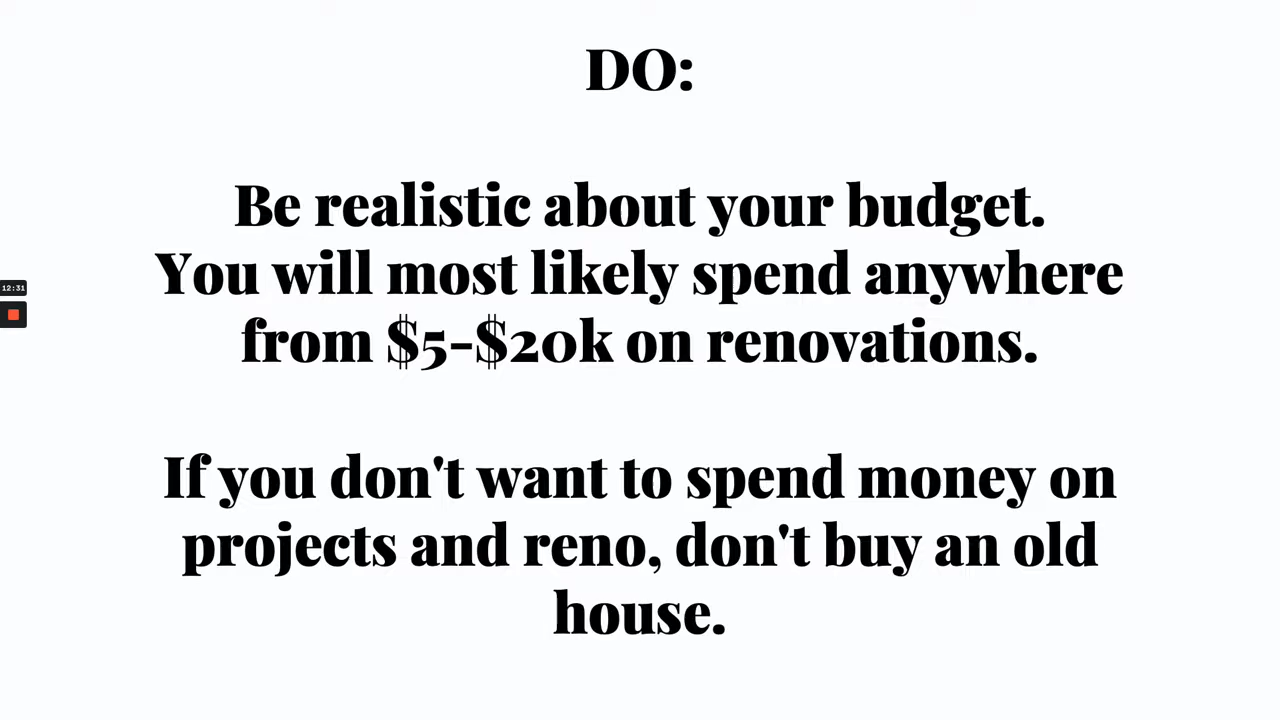 DO:
Be realistic about your budget.
You will most likely spend anywhere
from $5-$20k on renovations.
12:31
If you don't want to spend money on
projects and reno, don't buy an old
house.